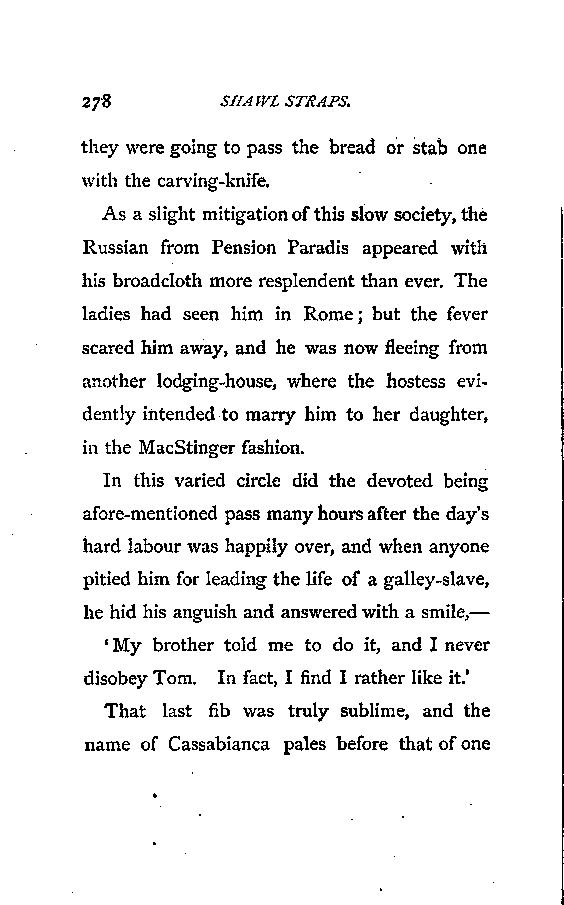 278 SHAWL STRAPS.
they were going to pass the bread or stab one
with the carving-knife.
As a slight mitigation of this slow society, the
Russian from Pension Paradis appeared with
his broadcloth more resplendent than ever. The
ladies had seen him in Rome; but the fever
scared him away, and he was now fleeing from
another lodging-house, where the hostess evi-
dently intended to marry him to her daughter,
in the MacStinger fashion.
In this varied circle did the devoted being
afore-mentioned pass many hours after the day's
hard labour was happily over, and when anyone
pitied him for leading the life of a galley-slave,
he hid his anguish and answered with a smile,—
'My brother told me to do it, and I never
disobey Tom. In fact, I find I rather like it.'
That last fib was truly sublime, and the
name of Cassabianca pales before that of one